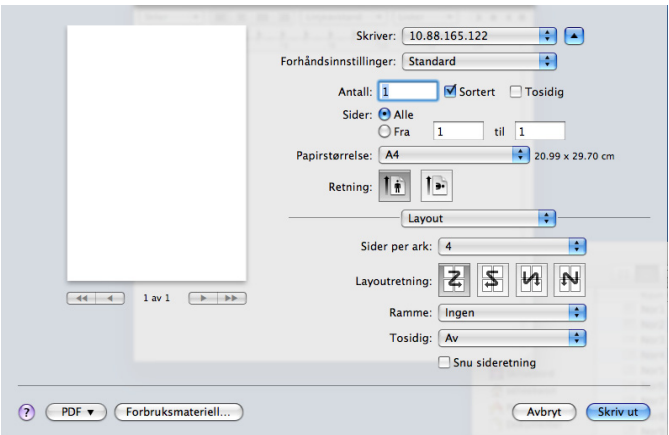 Skriver: 10.88.165.122
Forhåndsinnstillinger: Standard
Antall: 1 Sortert Tosidig
Sider: Alle
Fra 1 til 1
Papirstørrelse: A4 20.99 x 29.70 cm
Retning:
Layout
Sider per ark: 4
Layoutretning:
1 av 1
Ramme: Ingen
Tosidig: Av
Snu sideretning
? PDF Forbruksmateriell... Avbryt Skriv ut